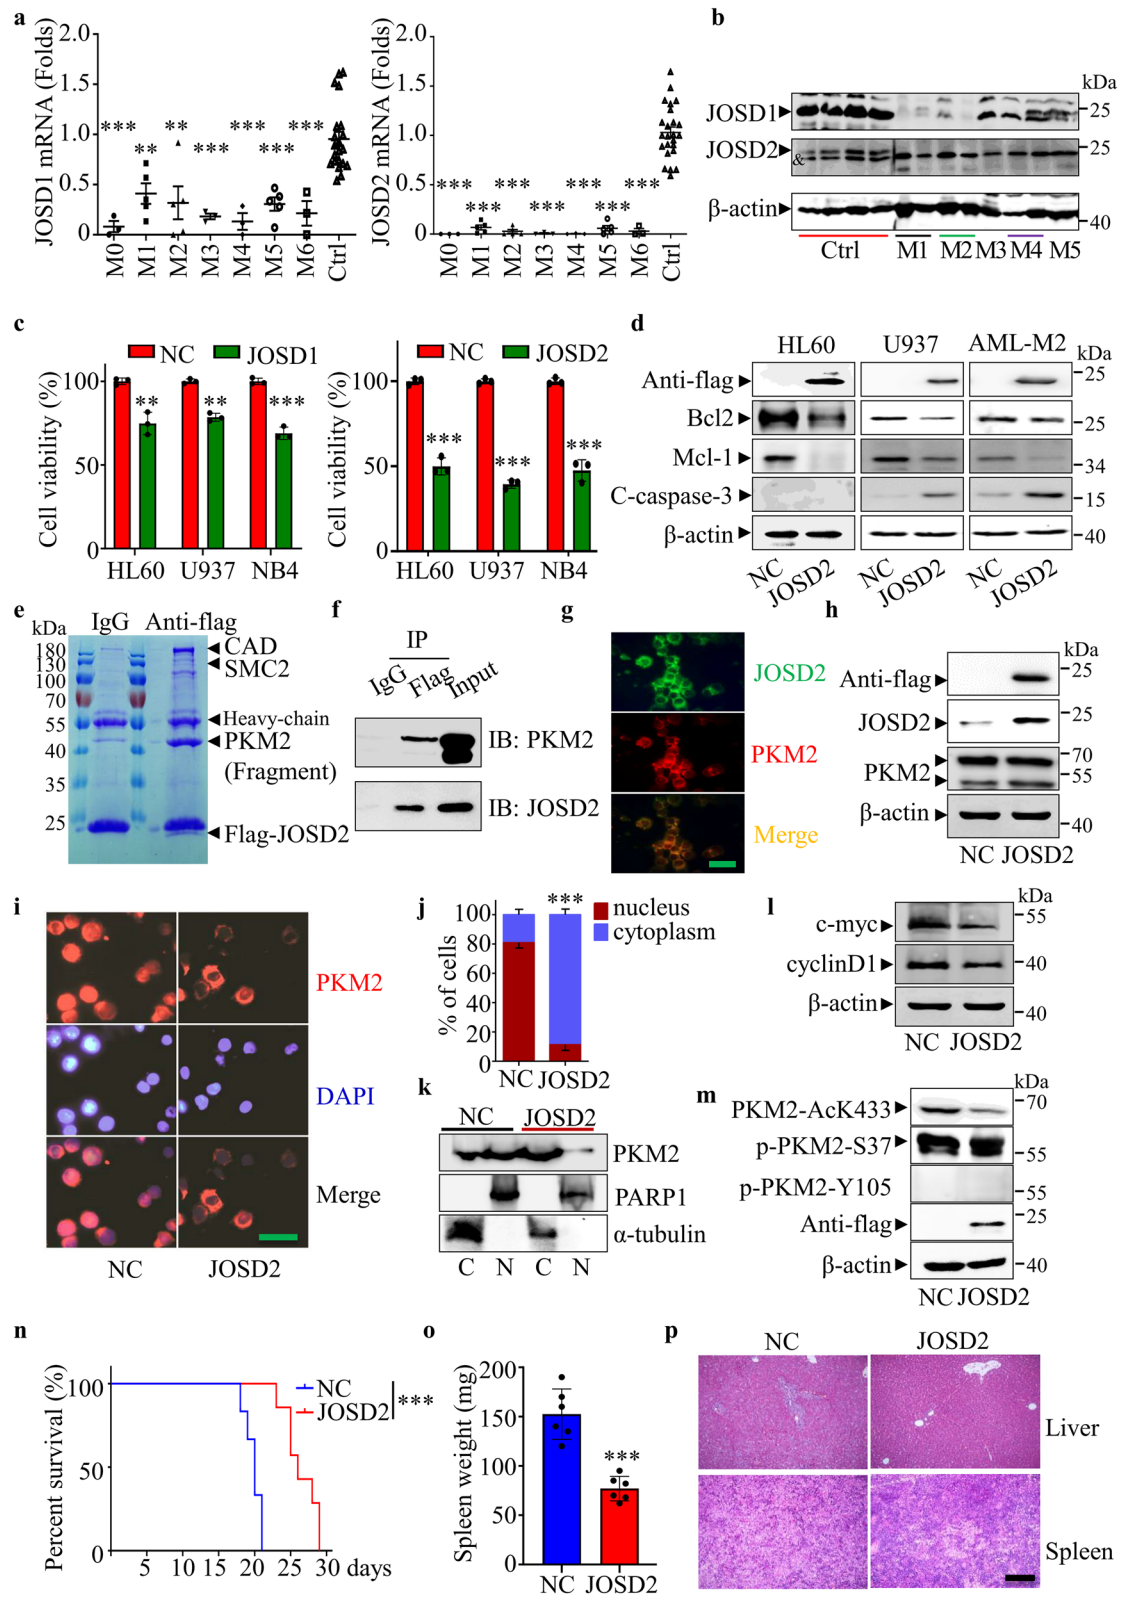 a
JOSD1 mRNA (Folds)
2.0
1.5
1.0
0.5
0
*** ** ** *** *** *** ***
M0 M1 M2 M3 M4 M5 M6 Ctrl
JOSD2 mRNA (Folds)
2.0
1.5
1.0
0.5
0
*** *** *** *** *** *** ***
M0 M1 M2 M3 M4 M5 M6 Ctrl
b
kDa
JOSD1 25
JOSD2 25
&
β-actin 40
Ctrl M1 M2 M3 M4 M5
c
NC JOSD1
Cell viability (%)
100
50
0
** ** ***
HL60 U937 NB4
NC JOSD2
Cell viability (%)
100
50
0
*** *** ***
HL60 U937 NB4
d
HL60 U937 AML-M2
kDa
Anti-flag 25
Bcl2 25
Mcl-1 34
C-caspase-3 15
β-actin 40
NC JOSD2 NC JOSD2 NC JOSD2
e
kDa IgG Anti-flag
180 CAD
130 SMC2
100
70
55 Heavy-chain
40 PKM2
(Fragment)
35
25 Flag-JOSD2
f
IP
IgG Flag Input
IB: PKM2
IB: JOSD2
g
JOSD2
PKM2
Merge
h
kDa
Anti-flag 25
JOSD2 25
PKM2 70
55
β-actin 40
NC JOSD2
i
PKM2
DAPI
Merge
NC JOSD2
j
*** nucleus
cytoplasm
% of cells
100
80
60
40
20
0
NC JOSD2
k
NC JOSD2
PKM2
PARP1
α-tubulin
C N C N
l
kDa
c-myc 55
cyclinD1 40
β-actin 40
NC JOSD2
m
kDa
PKM2-AcK433 70
p-PKM2-S37 55
p-PKM2-Y105 55
Anti-flag 25
β-actin 40
NC JOSD2
n
Percent survival (%)
100
50
0
NC
JOSD2
***
5 10 15 20 25 30 days
o
Spleen weight (mg)
200
150
100
50
0
***
NC JOSD2
p
NC JOSD2
Liver
Spleen